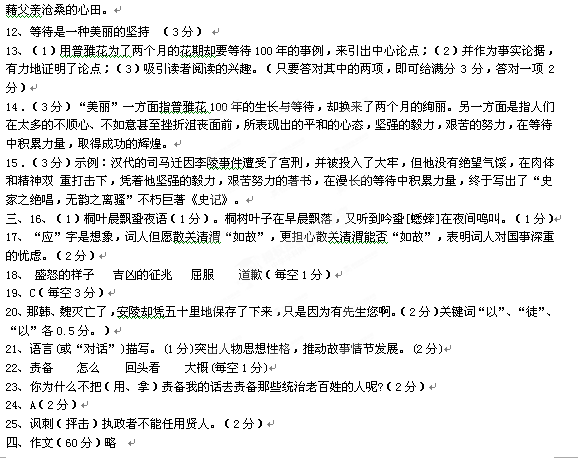 藉父亲沧桑的心田。
12、等待是一种美丽的坚持 （3分）
13、（1）用普雅花为了两个月的花期却要等待100年的事例，来引出中心论点；（2）并作为事实论据，
有力地证明了论点；（3）吸引读者阅读的兴趣。（只要答对其中的两项，即可给满分 3 分，答对一项 2
分）
14．（3分）“美丽”一方面指普雅花100年的生长与等待，却换来了两个月的绚丽。另一方面是指人们
在太多的不顺心、不如意甚至挫折沮丧面前，所表现出的平和的心态，坚强的毅力，艰苦的努力，在等待
中积累力量，取得成功的辉煌。
15．（3分）示例：汉代的司马迁因李陵事件遭受了宫刑，并被投入了大牢，但他没有绝望气馁，在肉体
和精神双 重打击下，凭着他坚强的毅力，艰苦努力的著书，在漫长的等待中积累力量，终于写出了“史
家之绝唱，无韵之离骚”不朽巨著《史记》。
三、16、（1）桐叶晨飘蛩夜语（1分）。桐树叶子在早晨飘落，又听到吟蛩[蟋蟀]在夜间鸣叫。（1分）
17、“应”字是想象，词人但愿散关清渭“如故”，更担心散关清渭能否“如故”，表明词人对国事深重
的忧虑。（2分）
18、 盛怒的样子 吉凶的征兆 屈服 道歉（每空1分）
19、C（每空3分）
20、那韩、魏灭亡了，安陵却凭五十里地保存了下来，只是因为有先生您啊。（2分）关键词“以”、“徒”、
“以”各0.5分。）
21、语言(或“对话”)描写。(1分)突出人物思想性格，推动故事情节发展。(2分)
22、责备 怎么 回头看 大概(每空1分)
23、你为什么不把（用、拿）责备我的话去责备那些统治老百姓的人呢?(2分)
24、A(2分)
25、讽刺（抨击）执政者不能任用贤人。（2分）
四、作文（60分）略